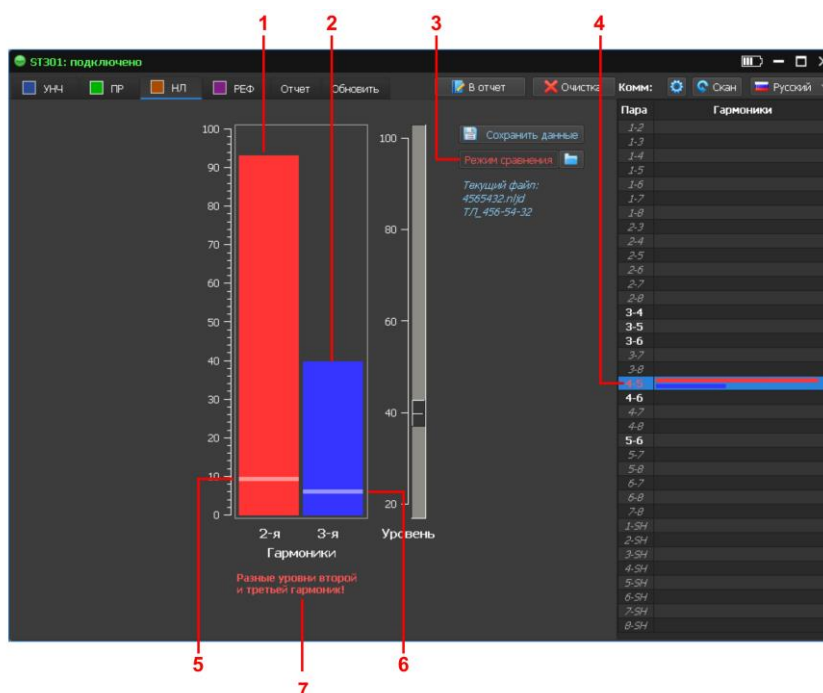 1 2 3 4
ST301: подключено
УНЧ ПР НЛ РЕФ Отчет Обновить В отчет Очистка Комм: Скан Русский
Пара Гармоники
Сохранить данные
Режим сравнения
Текущий файл:
4565432.nljd
ТЛ_456-54-32
100
90
80
70
60
50
40
30
20
10
0
100
80
60
40
20
2-я 3-я Уровень
Гармоники
Разные уровни второй
и третьей гармоник!
1-2
1-3
1-4
1-5
1-6
1-7
1-8
2-3
2-4
2-5
2-6
2-7
2-8
3-4
3-5
3-6
3-7
3-8
4-5
4-6
4-7
4-8
5-6
5-7
5-8
6-7
6-8
7-8
1-SH
2-SH
3-SH
4-SH
5-SH
6-SH
7-SH
8-SH
5 6
7